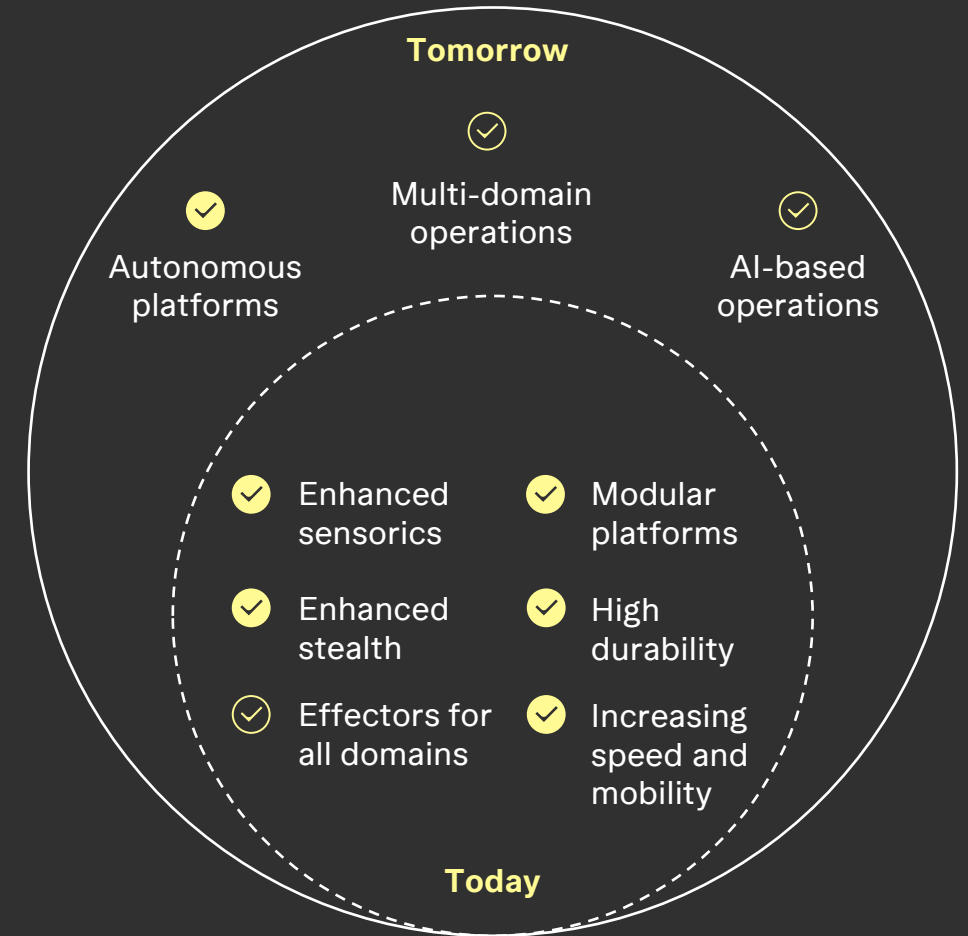 Tomorrow
Multi-domain
operations
Autonomous
platforms
AI-based
operations
Enhanced
sensorics
Modular
platforms
Enhanced
stealth
High
durability
Effectors for
all domains
Increasing
speed and
mobility
Today